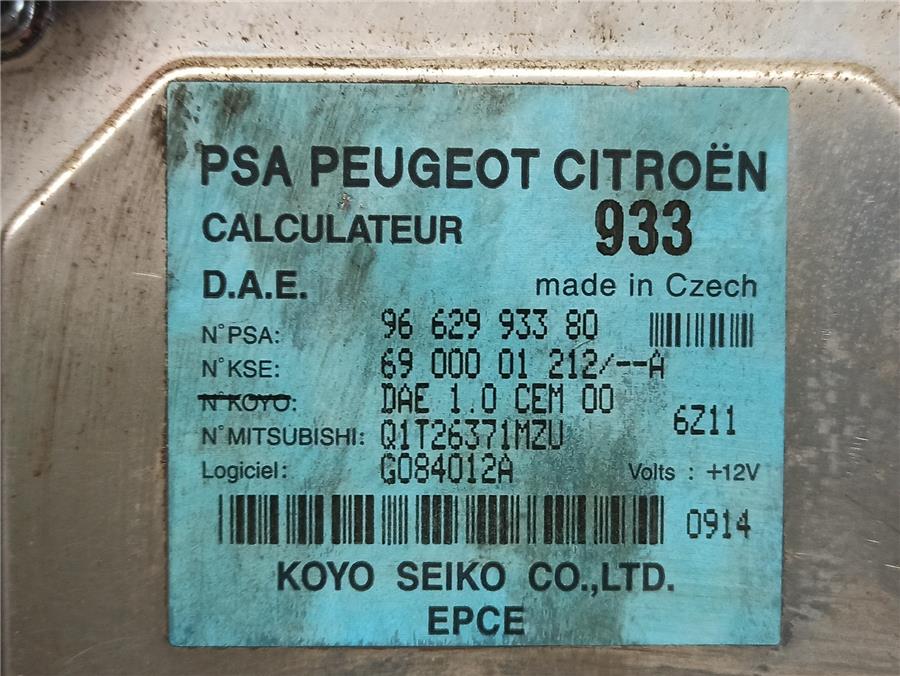 PSA PEUGEOT CITROËN
CALCULATEUR 933
D.A.E. made in Czech
N°PSA: 96 629 933 80
N°KSE: 69 000 01 212/--A
N°KOYO: DAE 1.0 CEM 00
6Z11
N°MITSUBISHI: Q1T26371MZU
Logiciel: G084012A Volts : +12V
0914
KOYO SEIKO CO.,LTD.
EPCE